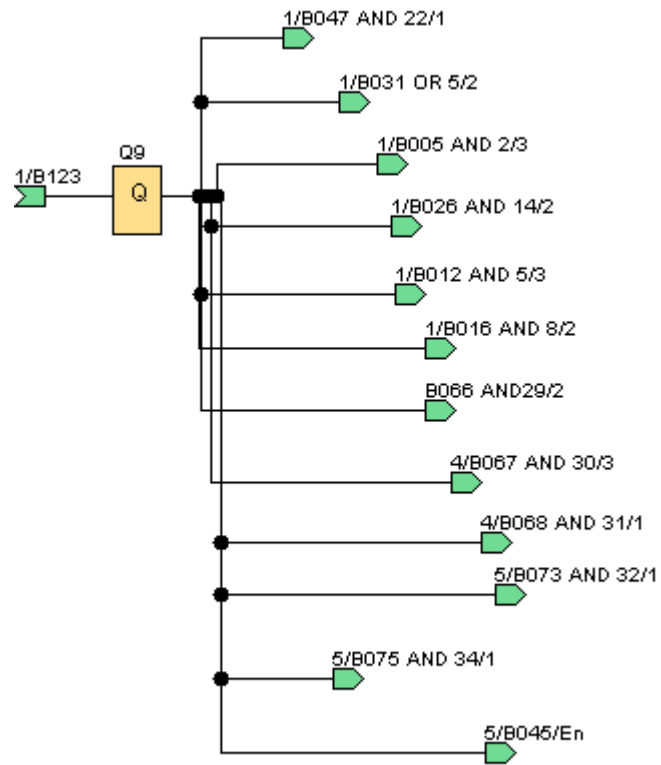 1/B047 AND 22/1
1/B031 OR 5/2
1/B005 AND 2/3
Q9
1/B123
Q
1/B026 AND 14/2
1/B012 AND 5/3
1/B016 AND 8/2
B066 AND29/2
4/B067 AND 30/3
4/B068 AND 31/1
5/B073 AND 32/1
5/B075 AND 34/1
5/B045/En